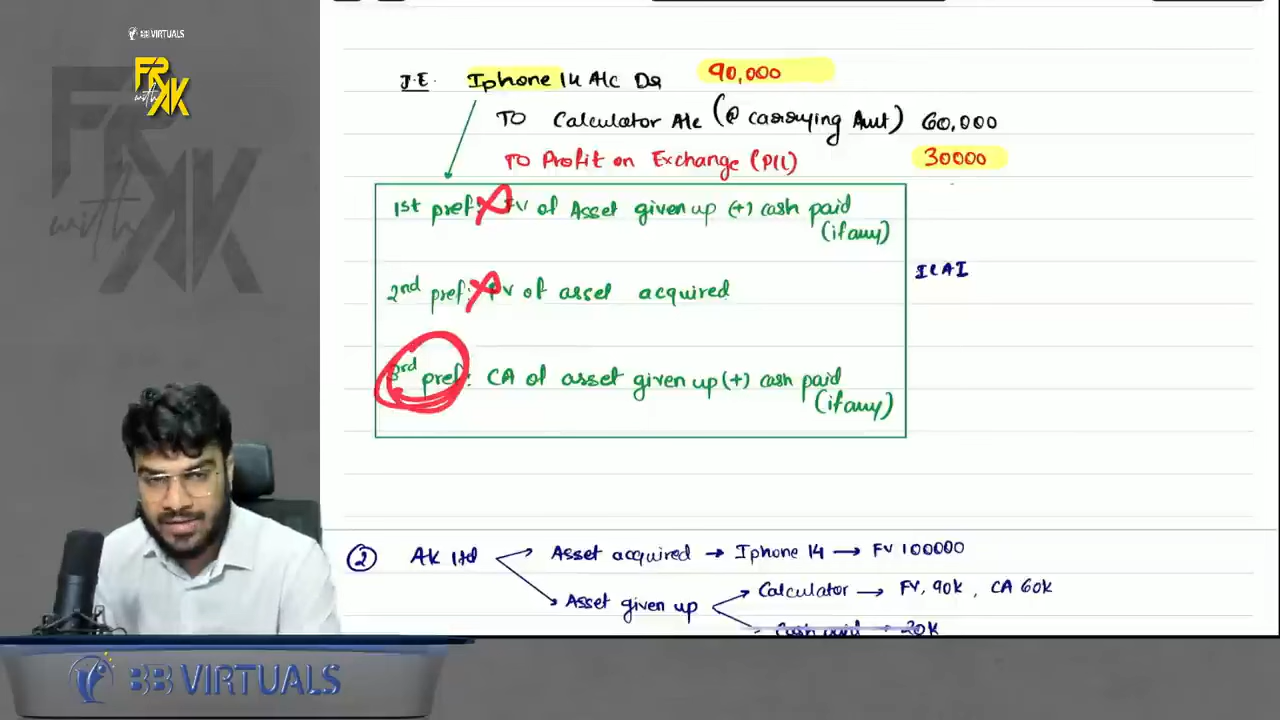 BB VIRTUALS
FR with AK
J.E. Iphone 14 A/c Dr 90,000
TO Calculator A/c (@ carrying Amt) 60,000
TO Profit on Exchange (P/L) 30000
1st pref: FV of Asset given up (+) cash paid
(if any)
ICAI
2nd pref: FV of asset acquired
3rd pref: CA of asset given up (+) cash paid
(if any)
② AK ltd → Asset acquired → Iphone 14 → FV 100000
→ Asset given up → Calculator → FV, 90k , CA 60k
→ Cash paid → 20k
BB VIRTUALS